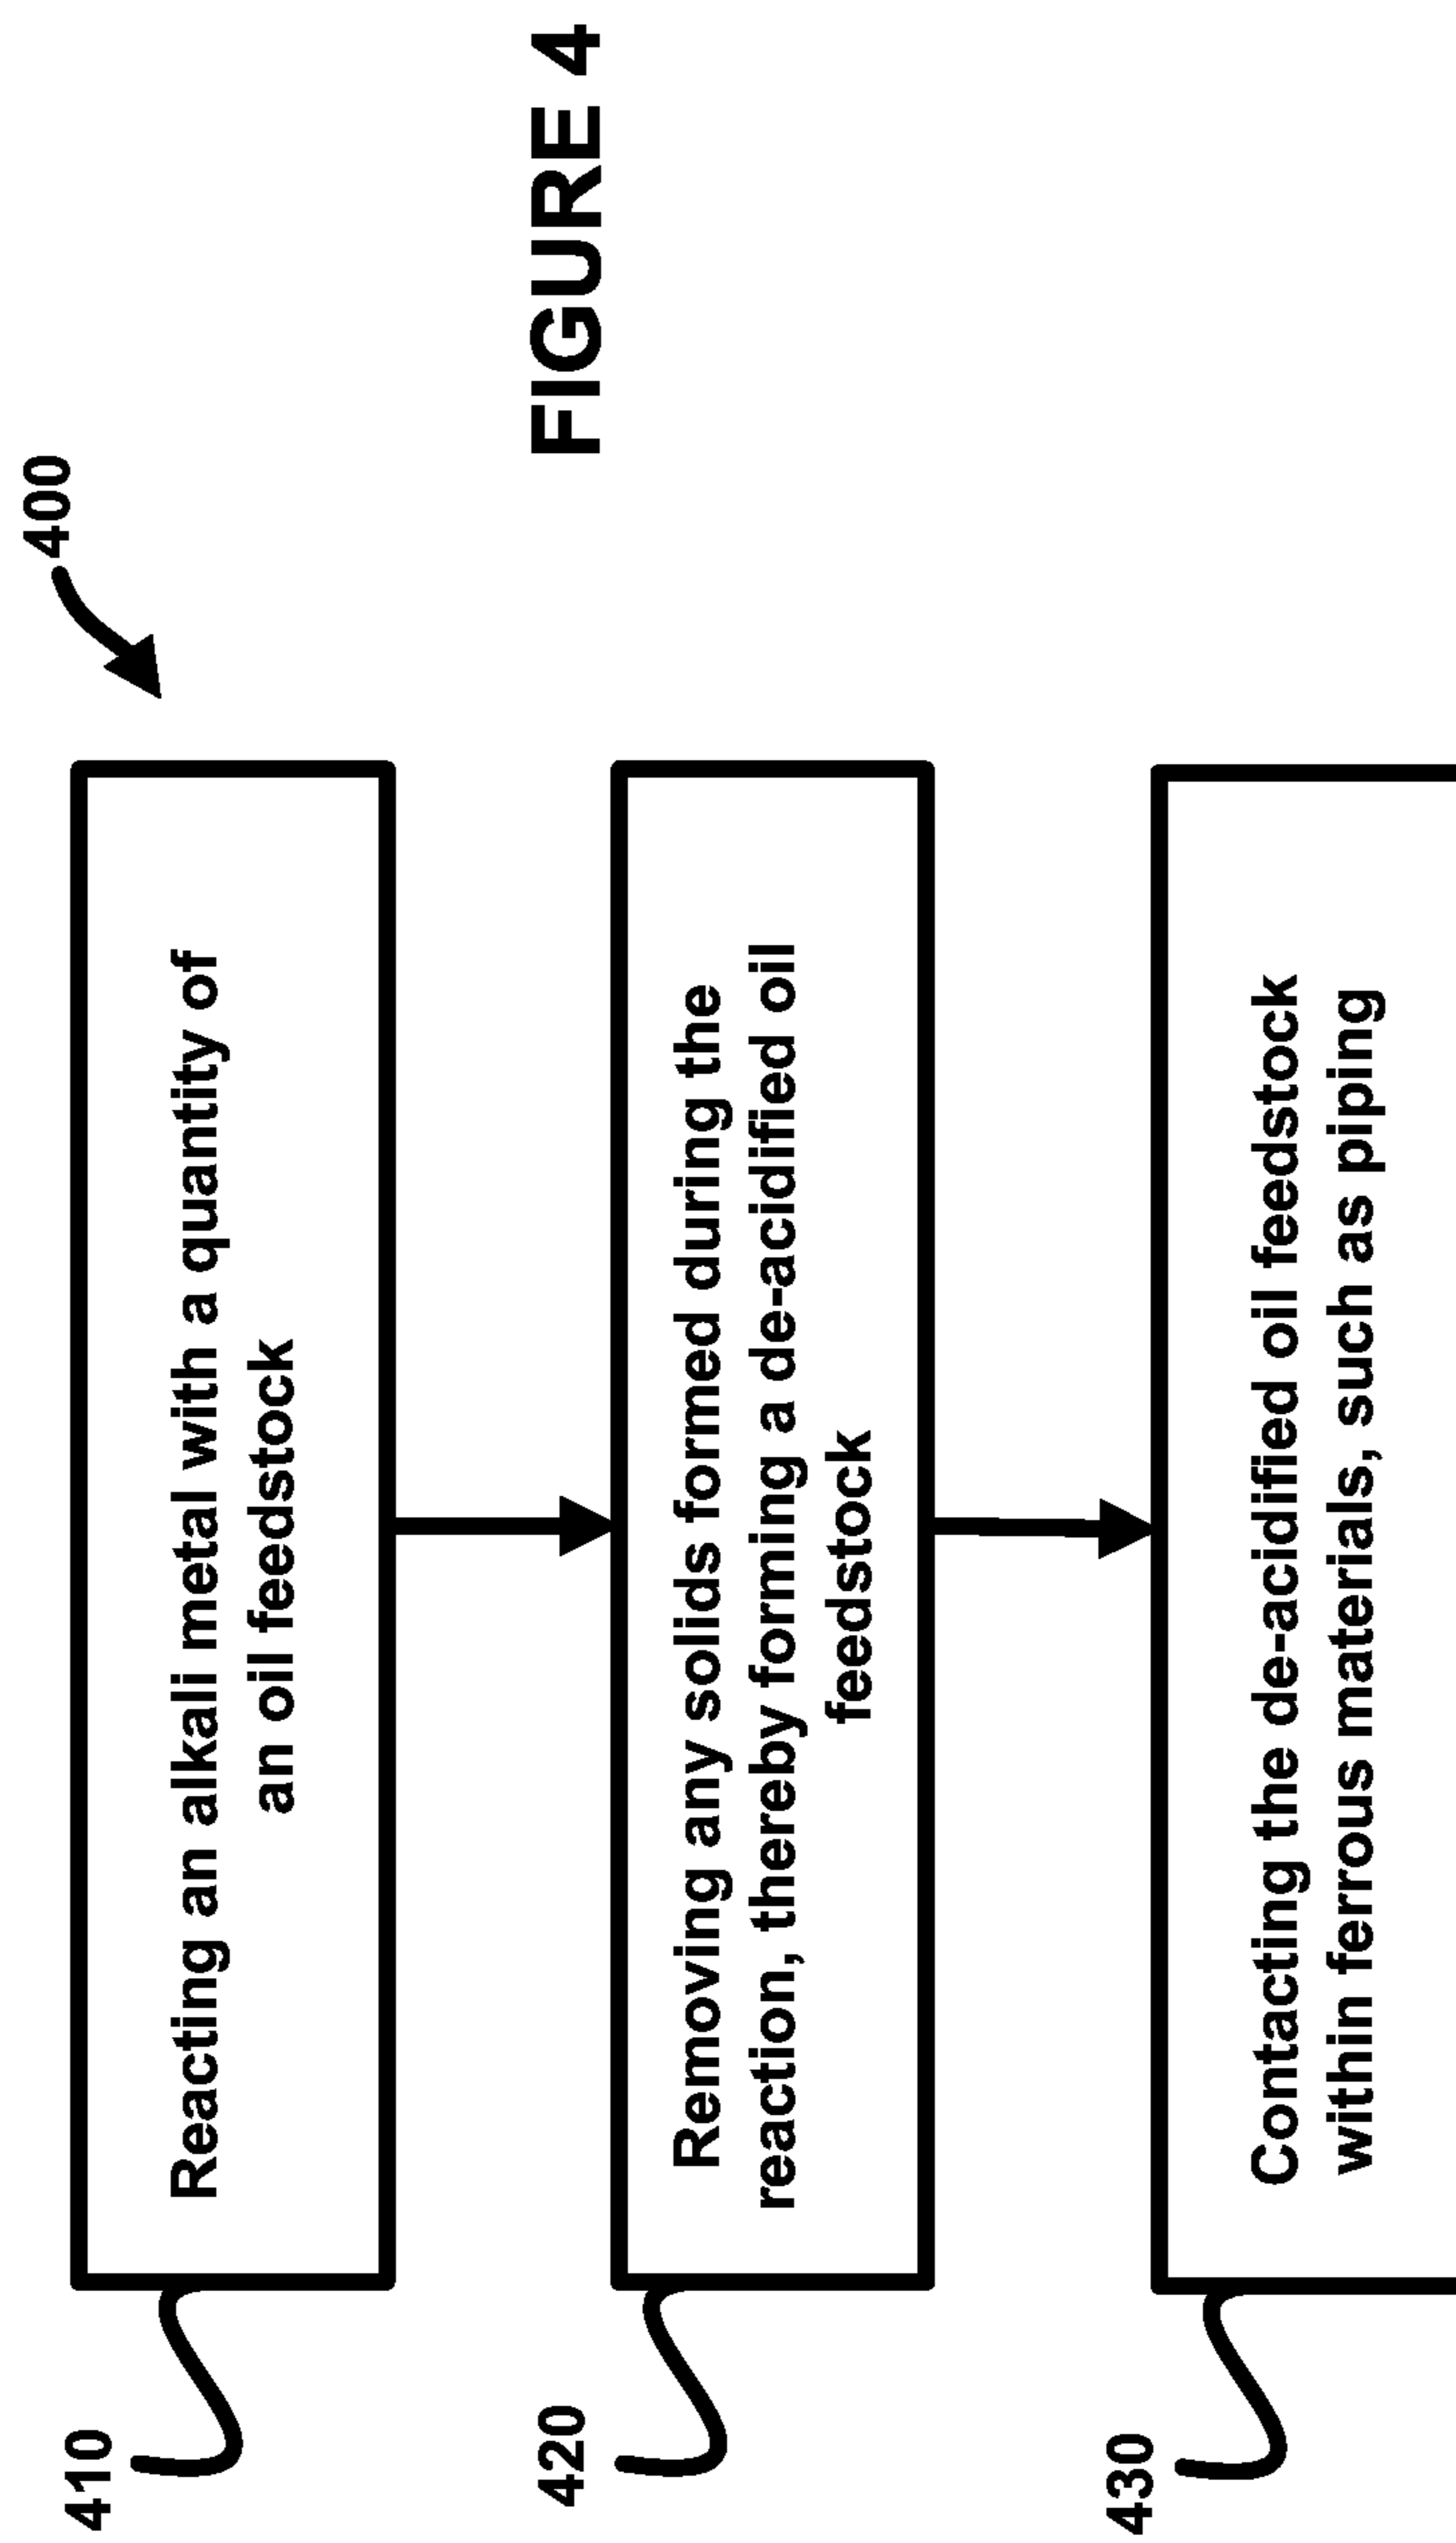 400
410
Reacting an alkali metal with a quantity of
an oil feedstock
420
Removing any solids formed during the
reaction, thereby forming a de-acidified oil
feedstock
430
Contacting the de-acidified oil feedstock
within ferrous materials, such as piping
FIGURE 4